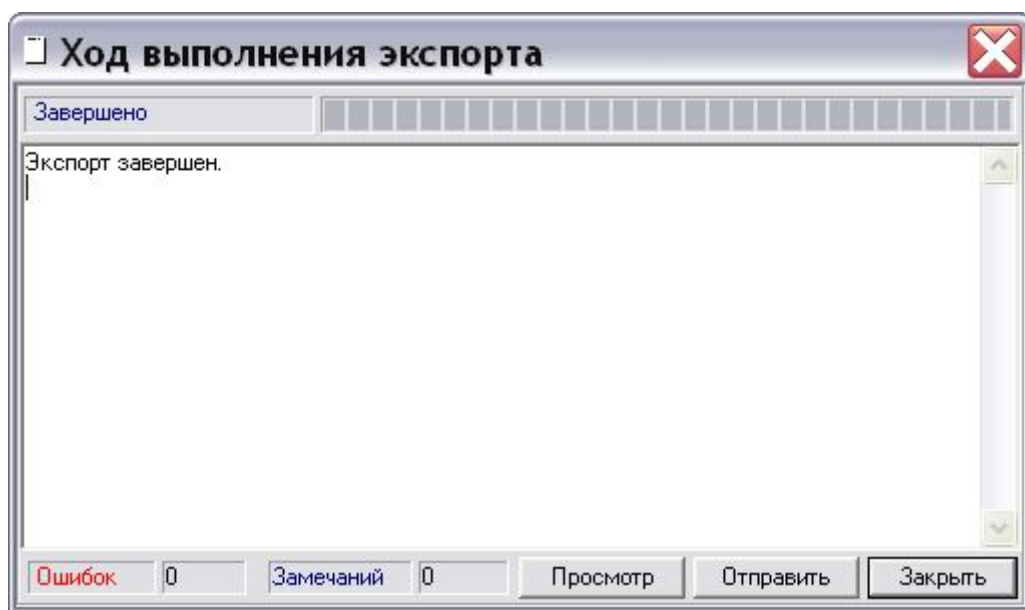 Ход выполнения экспорта
Завершено
Экспорт завершен.
Ошибок 0 Замечаний 0 Просмотр Отправить Закрыть